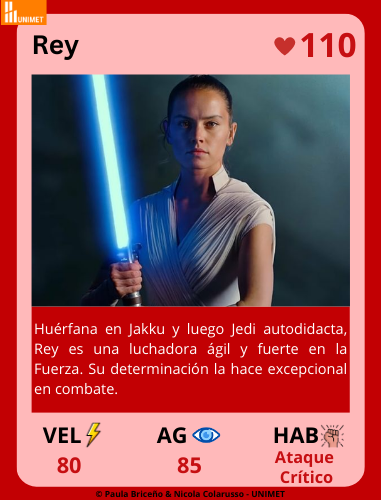 UNIMET
Rey
110
Huérfana en Jakku y luego Jedi autodidacta,
Rey es una luchadora ágil y fuerte en la
Fuerza. Su determinación la hace excepcional
en combate.
VEL AG HAB
80 85 Ataque
Crítico
© Paula Briceño & Nicola Colarusso - UNIMET